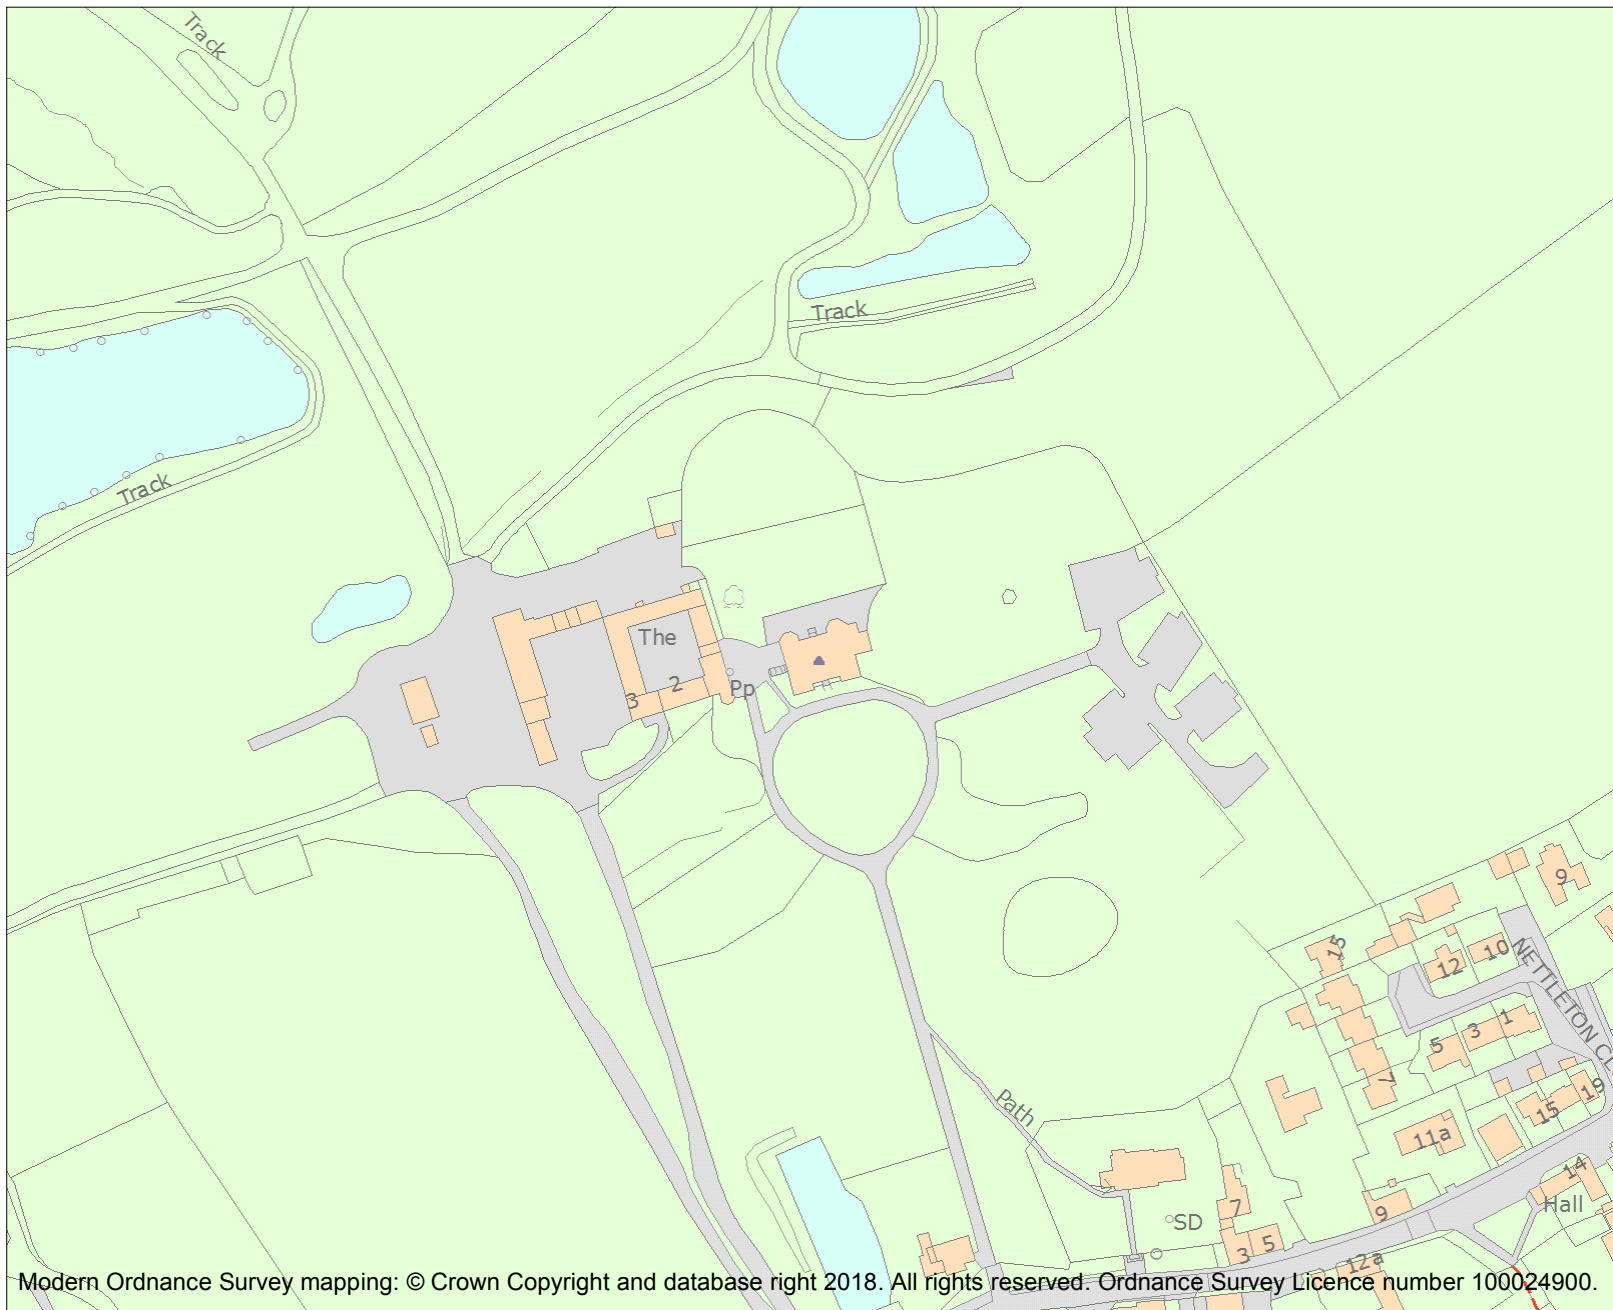 Track
Track
Track
The
3
2
Pp
9
15
12
10
NETTLETON CL
5
3
1
7
11a
15
19
Path
14
Hall
7
9
SD
3
5
12a
Modern Ordnance Survey mapping: © Crown Copyright and database right 2018. All rights reserved. Ordnance Survey Licence number 100024900.